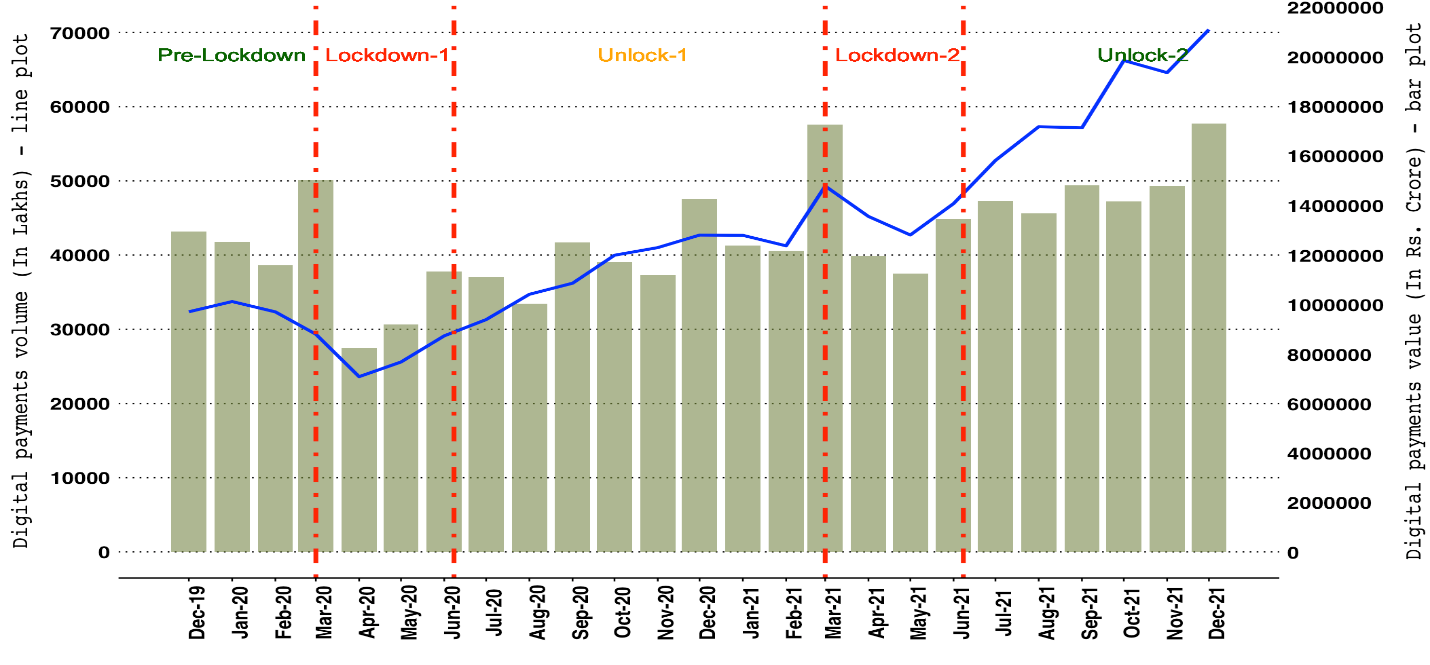 Digital payments volume (In Lakhs) - line plot
70000
60000
50000
40000
30000
20000
10000
0
Pre-Lockdown
Lockdown-1
Unlock-1
Lockdown-2
Unlock-2
22000000
20000000
18000000
16000000
14000000
12000000
10000000
8000000
6000000
4000000
2000000
0
Digital payments value (In Rs. Crore) - bar plot
Dec-19
Jan-20
Feb-20
Mar-20
Apr-20
May-20
Jun-20
Jul-20
Aug-20
Sep-20
Oct-20
Nov-20
Dec-20
Jan-21
Feb-21
Mar-21
Apr-21
May-21
Jun-21
Jul-21
Aug-21
Sep-21
Oct-21
Nov-21
Dec-21